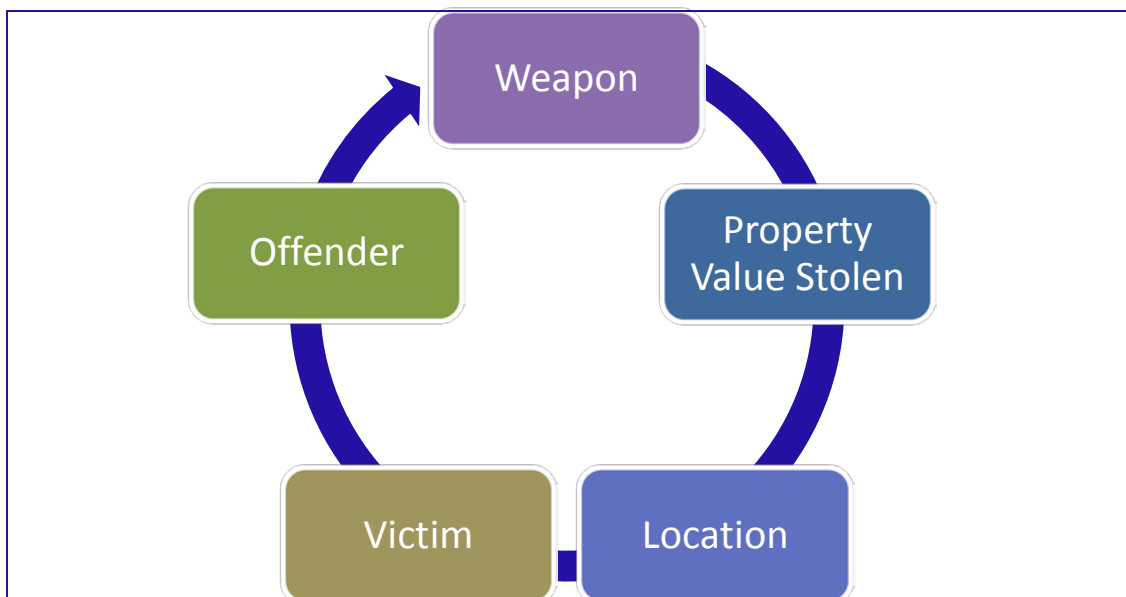 Weapon
Property
Value Stolen
Location
Victim
Offender